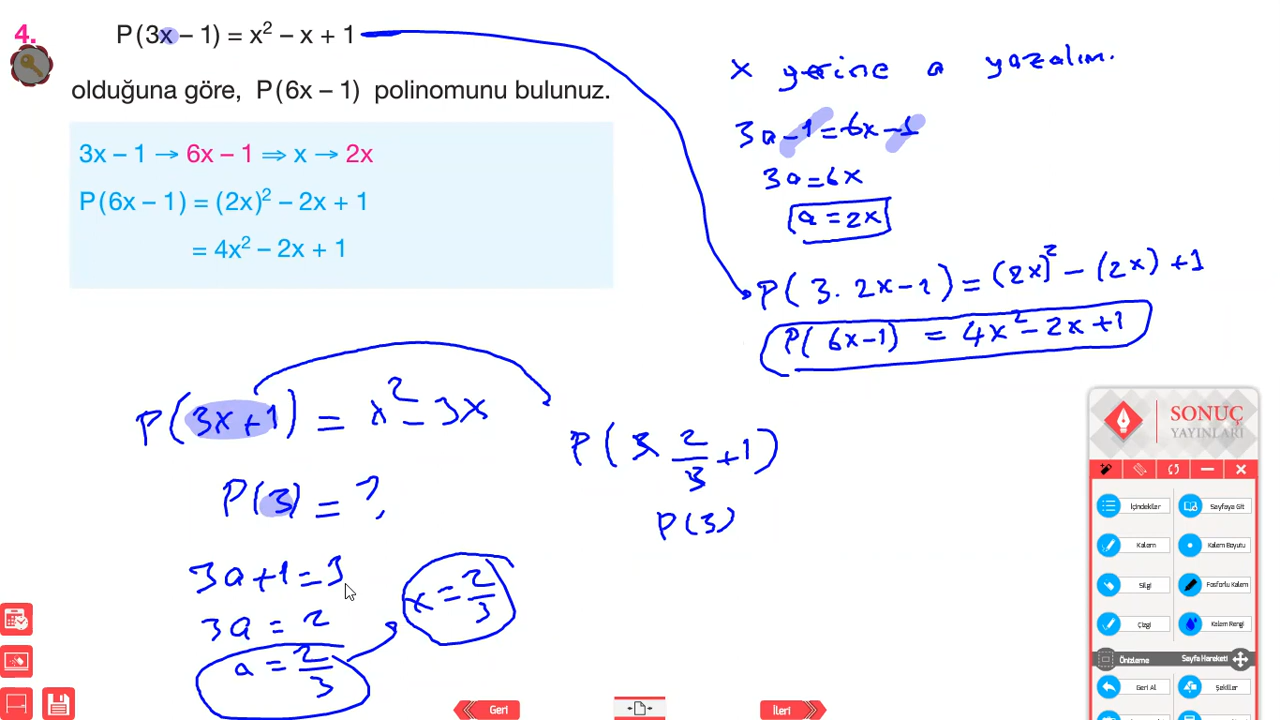 4.
P(3x – 1) = x² – x + 1
olduğuna göre, P(6x – 1) polinomunu bulunuz.
3x – 1 → 6x – 1 ⇒ x → 2x
P(6x – 1) = (2x)² – 2x + 1
= 4x² – 2x + 1
x yerine a yazalım.
3a – 1 = 6x – 1
3a = 6x
a = 2x
P(3. 2x – 1) = (2x)² – (2x) + 1
P(6x – 1) = 4x² – 2x + 1
P(3x + 1) = x² – 3x
P(3) = ?
3a + 1 = 3
3a = 2
a = 2/3
x = 2/3
P(3 2/3 + 1)
P(3)
SONUÇ
YAYINLARI
İçindekiler
Sayfaya Git
Kalem
Kalem Boyutu
Silgi
Fosforlu Kalem
Çizgi
Kalem Rengi
Önizleme
Sayfa Hareketi
Geri Al
Şekiller
Geri
İleri